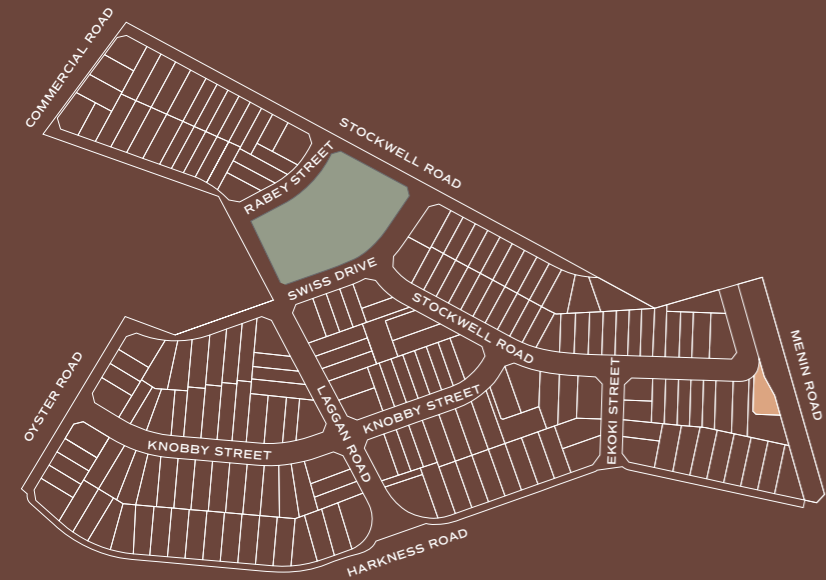 COMMERCIAL ROAD
STOCKWELL ROAD
RABEY STREET
SWISS DRIVE
STOCKWELL ROAD
MENIN ROAD
OYSTER ROAD
LAGGAN ROAD
KNOBBY STREET
EKOKI STREET
KNOBBY STREET
HARKNESS ROAD